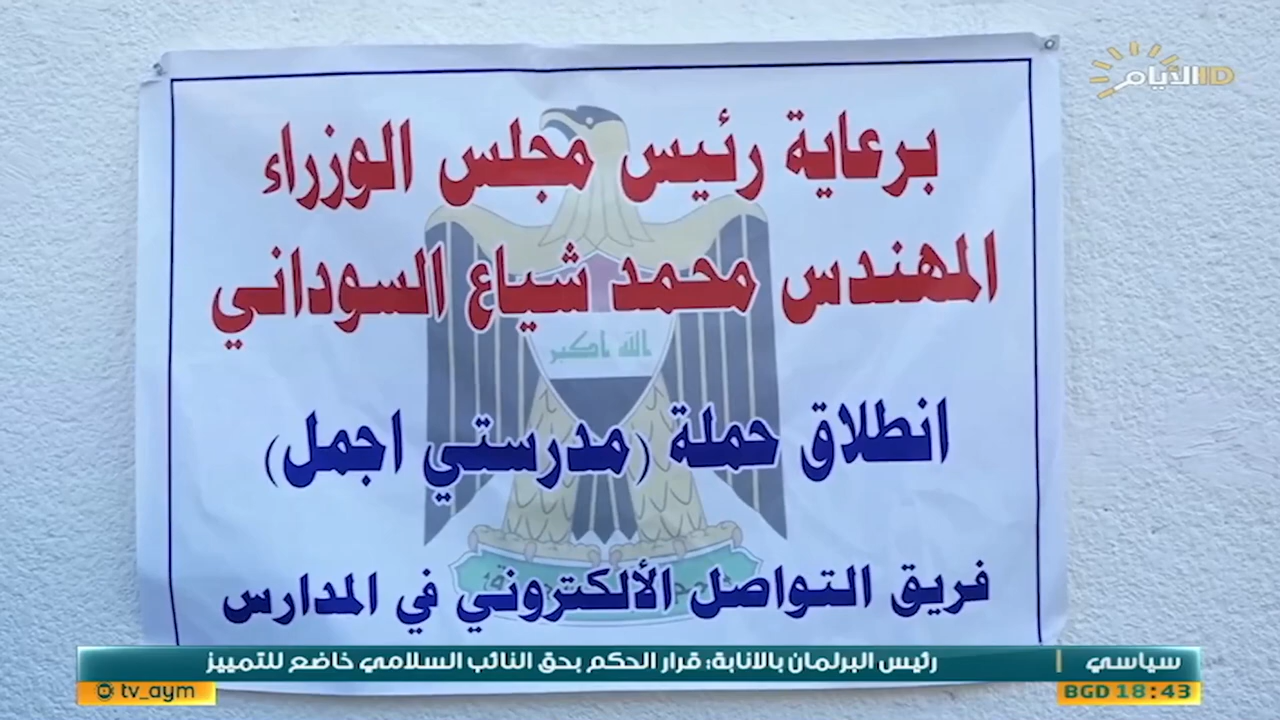 الأيام HD
برعاية رئيس مجلس الوزراء
المهندس محمد شياع السوداني
الله اكبر
انطلاق حملة (مدرستي اجمل)
فريق التواصل الألكتروني في المدارس
سياسي | رئيس البرلمان بالانابة: قرار الحكم بحق النائب السلامي خاضع للتمييز
tv_aym
BGD 18:43